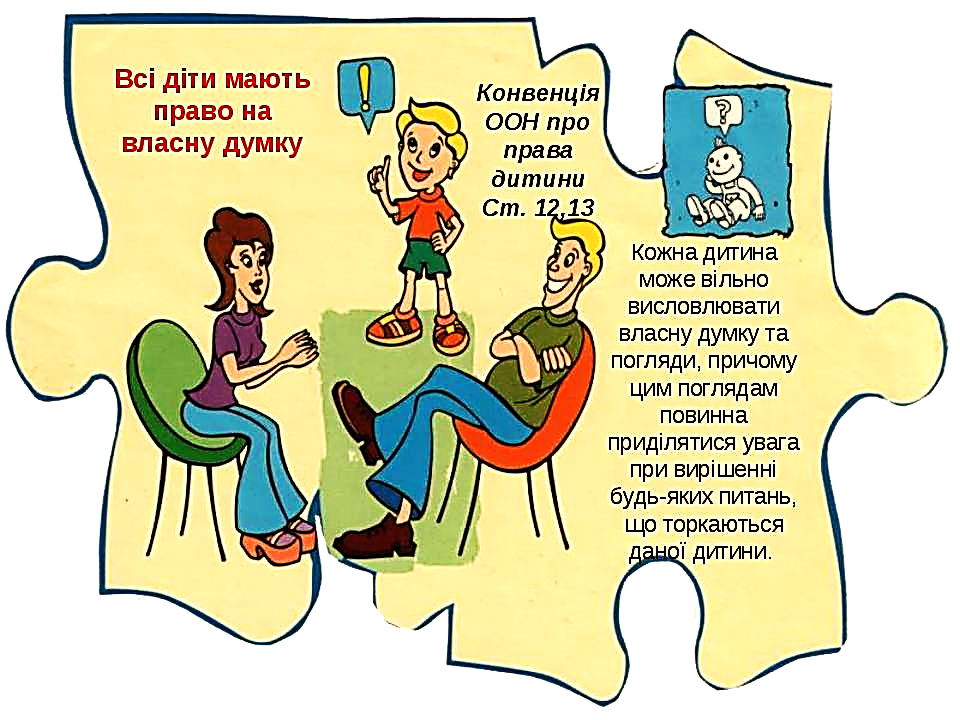 Всі діти мають
право на
власну думку
!
Конвенція
ООН про
права
дитини
Ст. 12,13
?
Кожна дитина
може вільно
висловлювати
власну думку та
погляди, причому
цим поглядам
повинна
приділятися увага
при вирішенні
будь-яких питань,
що торкаються
даної дитини.